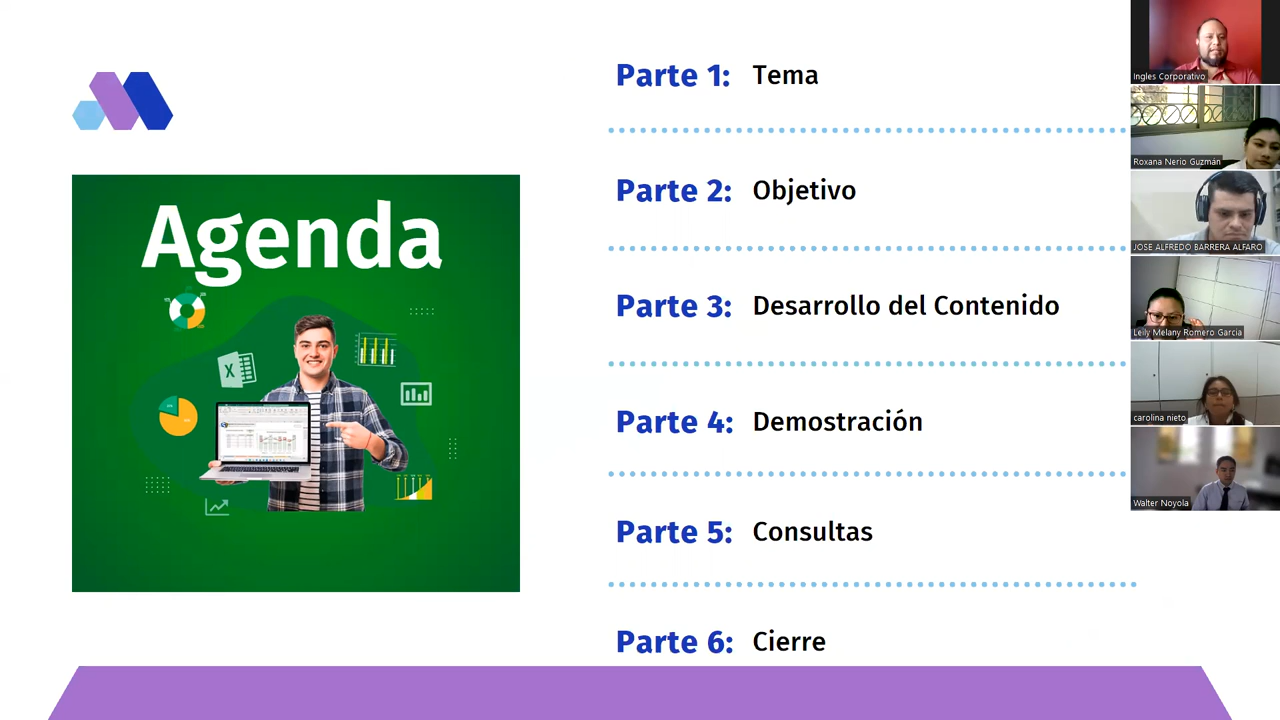 Agenda
X
Parte 1: Tema
Parte 2: Objetivo
Parte 3: Desarrollo del Contenido
Parte 4: Demostración
Parte 5: Consultas
Parte 6: Cierre
Ingles Corporativo
Roxana Nerio Guzmán
JOSE ALFREDO BARRERA ALFARO
Leily Melany Romero Garcia
carolina nieto
Walter Noyola